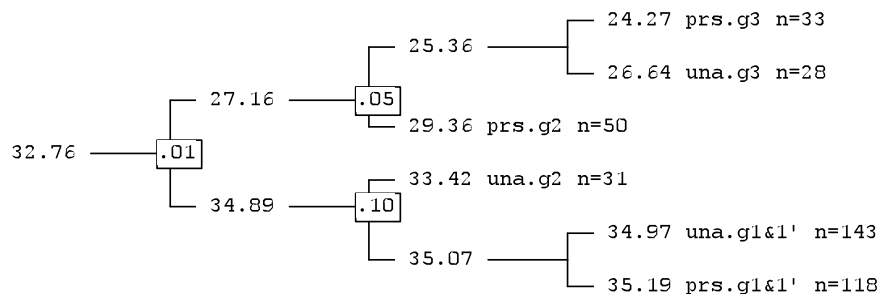 24.27 prs.g3 n=33
25.36
26.64 una.g3 n=28
27.16
.05
29.36 prs.g2 n=50
32.76
.01
33.42 una.g2 n=31
34.89
.10
34.97 una.g1&1' n=143
35.07
35.19 prs.g1&1' n=118